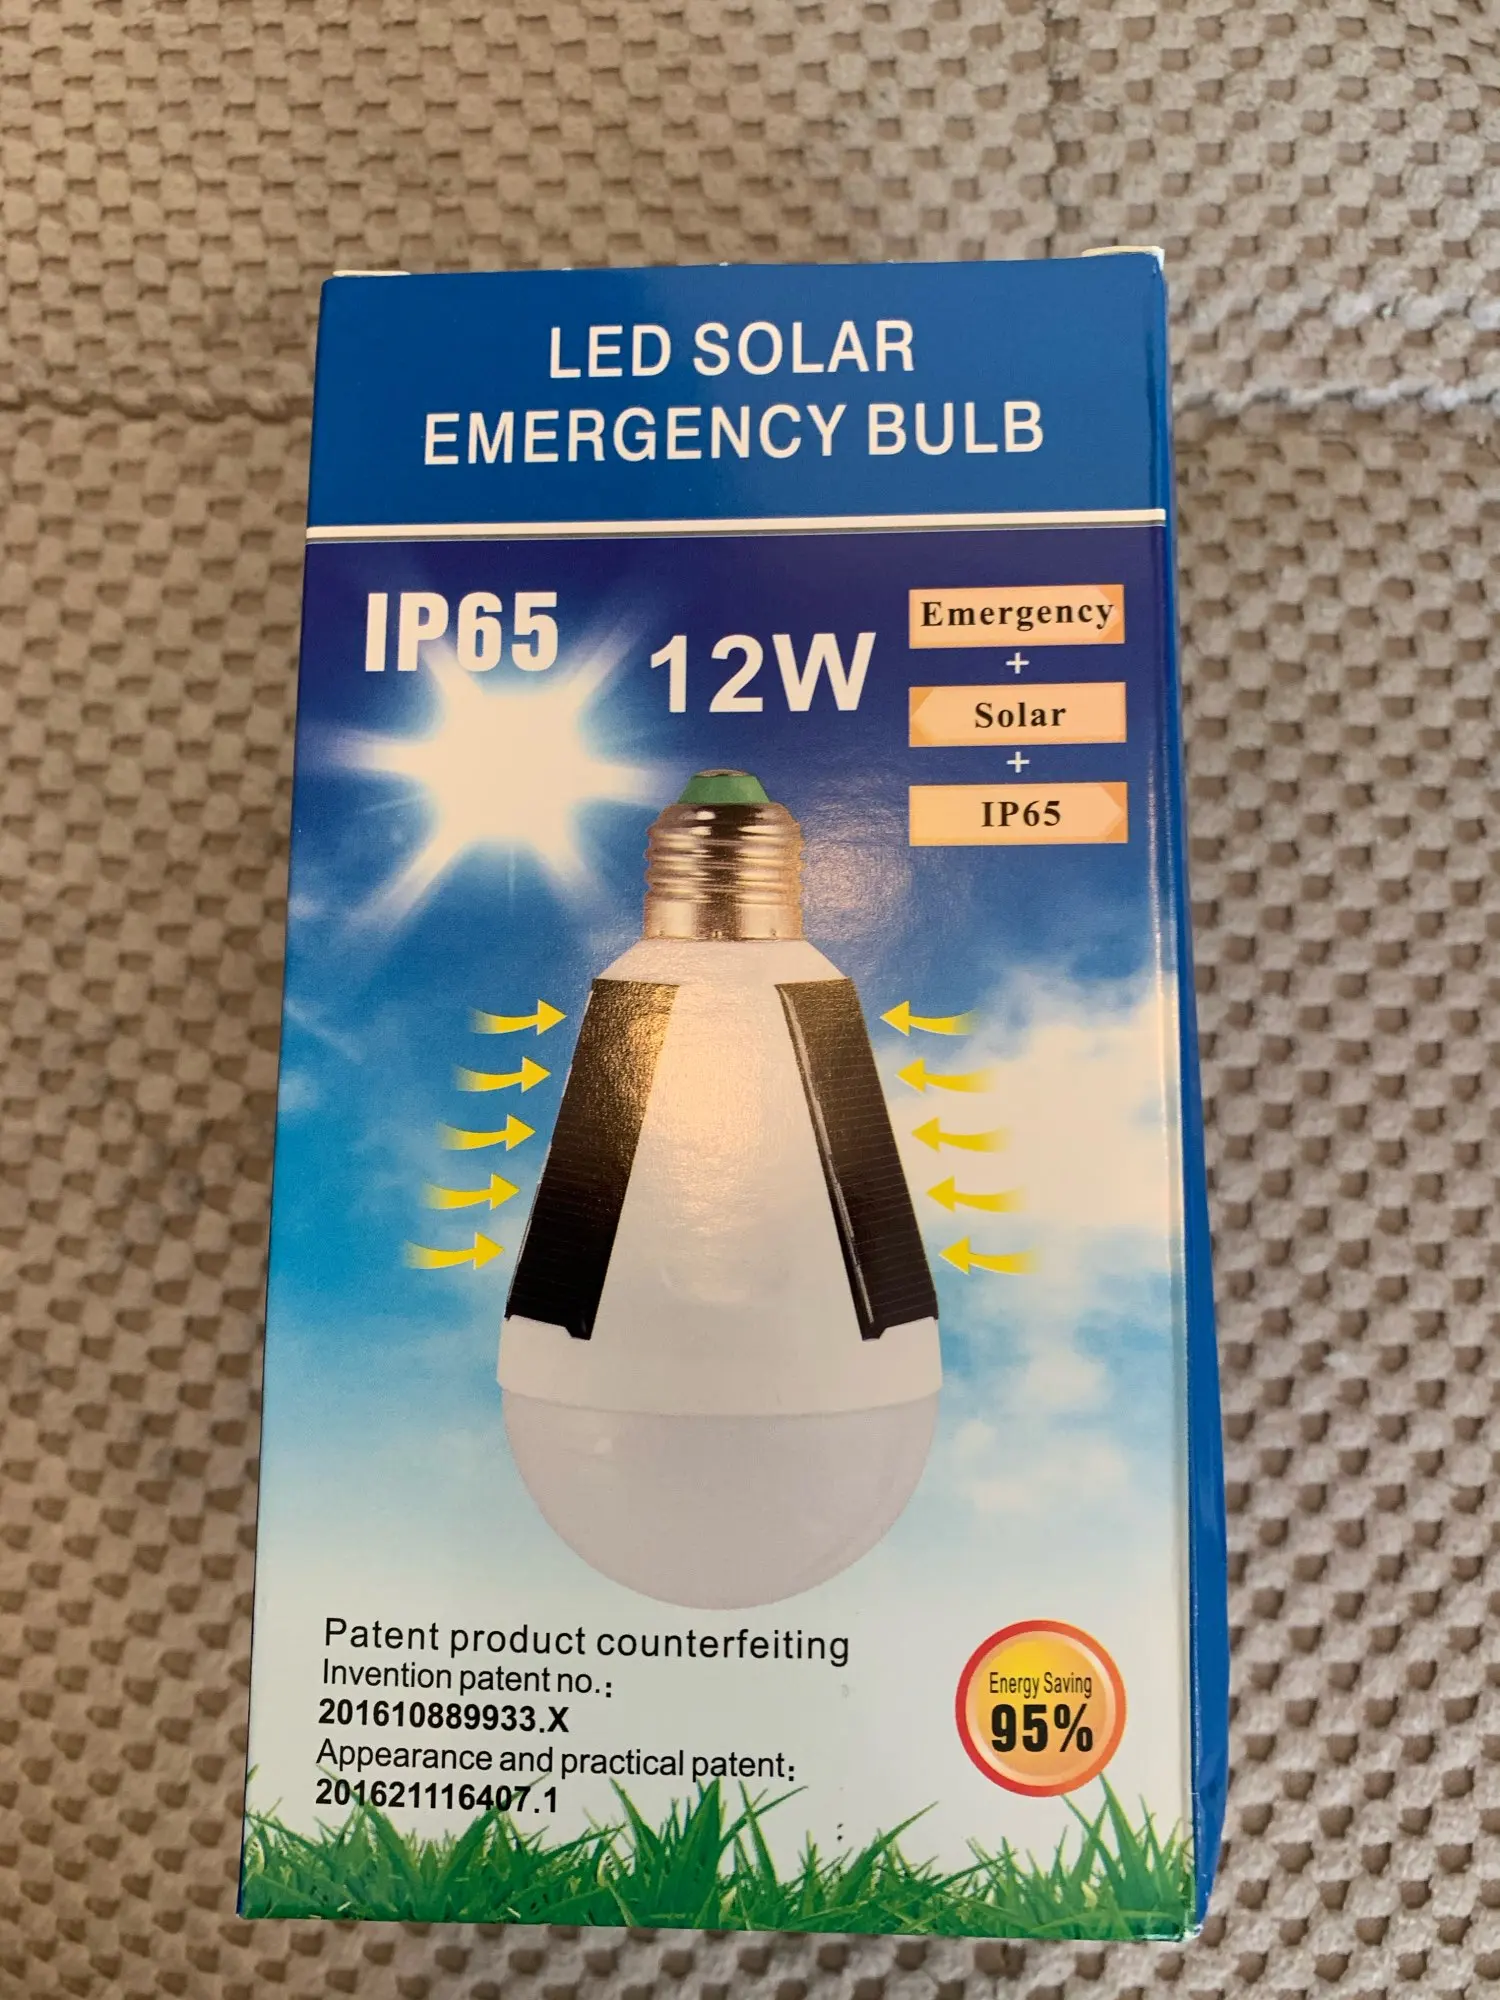 LED SOLAR
EMERGENCY BULB
IP65
12W
Emergency
+
Solar
+
IP65
Patent product counterfeiting
Invention patent no.:
201610889933.X
Appearance and practical patent:
201621116407.1
Energy Saving
95%